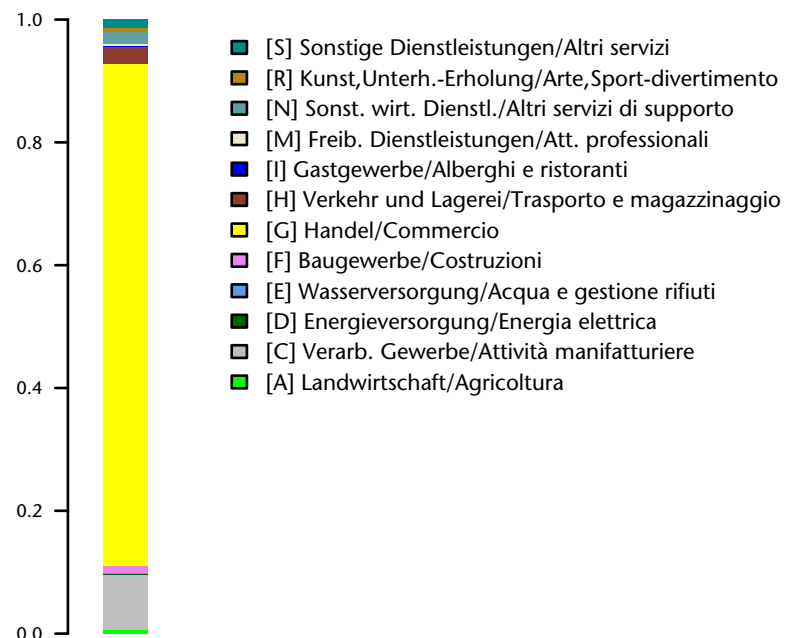 1.0
0.8
0.6
0.4
0.2
0.0
[S] Sonstige Dienstleistungen/Altri servizi
[R] Kunst,Unterh.-Erholung/Arte,Sport-divertimento
[N] Sonst. wirt. Dienstl./Altri servizi di supporto
[M] Freib. Dienstleistungen/Att. professionali
[I] Gastgewerbe/Alberghi e ristoranti
[H] Verkehr und Lagerei/Trasporto e magazzinaggio
[G] Handel/Commercio
[F] Baugewerbe/Costruzioni
[E] Wasserversorgung/Acqua e gestione rifiuti
[D] Energieversorgung/Energia elettrica
[C] Verarb. Gewerbe/Attività manifatturiere
[A] Landwirtschaft/Agricoltura